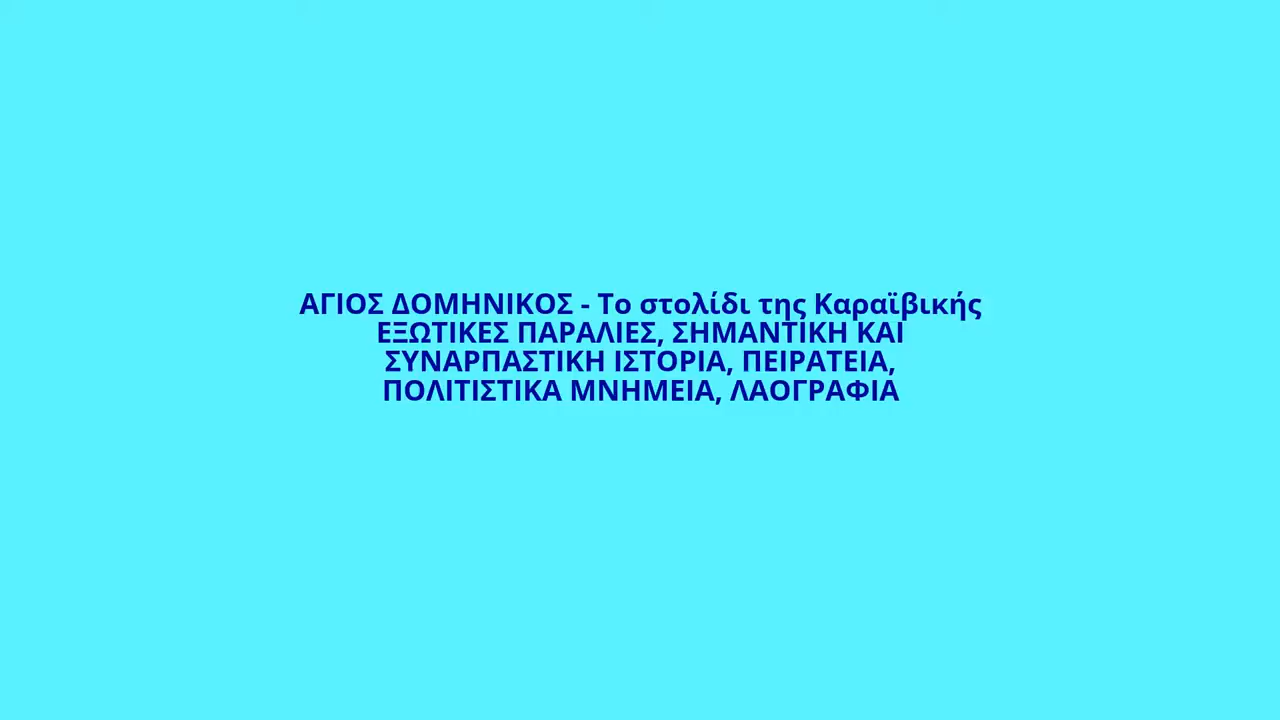 ΑΓΙΟΣ ΔΟΜΗΝΙΚΟΣ - Το στολίδι της Καραϊβικής
ΕΞΩΤΙΚΕΣ ΠΑΡΑΛΙΕΣ, ΣΗΜΑΝΤΙΚΗ ΚΑΙ
ΣΥΝΑΡΠΑΣΤΙΚΗ ΙΣΤΟΡΙΑ, ΠΕΙΡΑΤΕΙΑ,
ΠΟΛΙΤΙΣΤΙΚΑ ΜΝΗΜΕΙΑ, ΛΑΟΓΡΑΦΙΑ